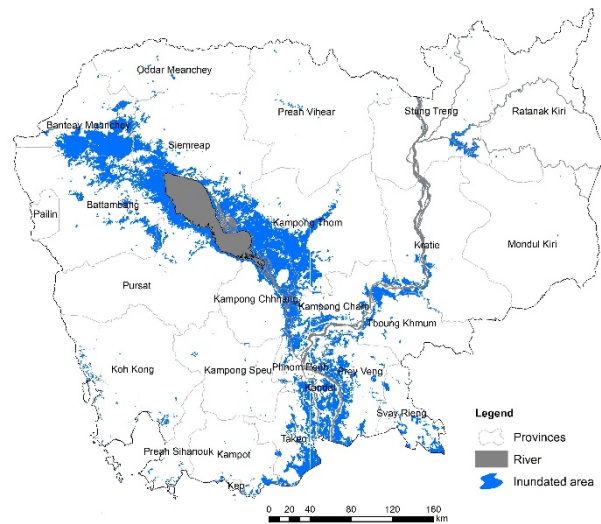 Oddar Meanchey
Preah Vihear
Stung Treng
Ratanak Kiri
Banteay Meanchey
Siemreap
Battambang
Pailin
Kampong Thom
Kratie
Mondul Kiri
Pursat
Kampong Chhnang
Kampong Cham
Tboung Khmum
Koh Kong
Kampong Speu
Phnom Penh
Prey Veng
Kandal
Svay Rieng
Takeo
Preah Sihanouk
Kampot
Kep
Legend
Provinces
River
Inundated area
0 20 40 80 120 160
km